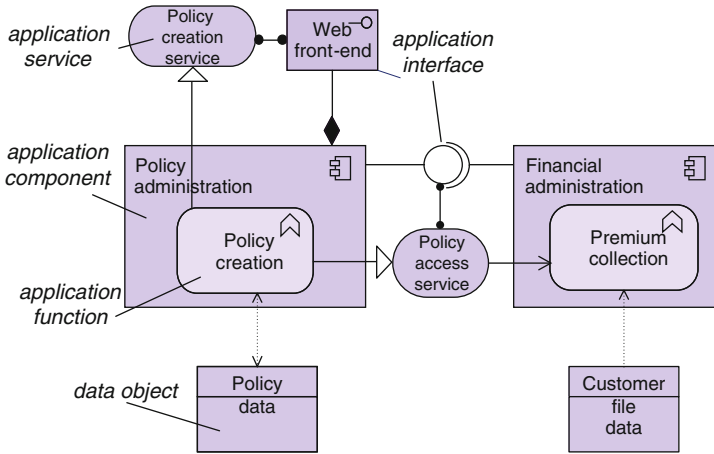 application
service
Policy
creation
service
Web
front-end
application
interface
application
component
Policy
administration
Financial
administration
Policy
creation
Policy
access
service
Premium
collection
application
function
data object
Policy
data
Customer
file
data